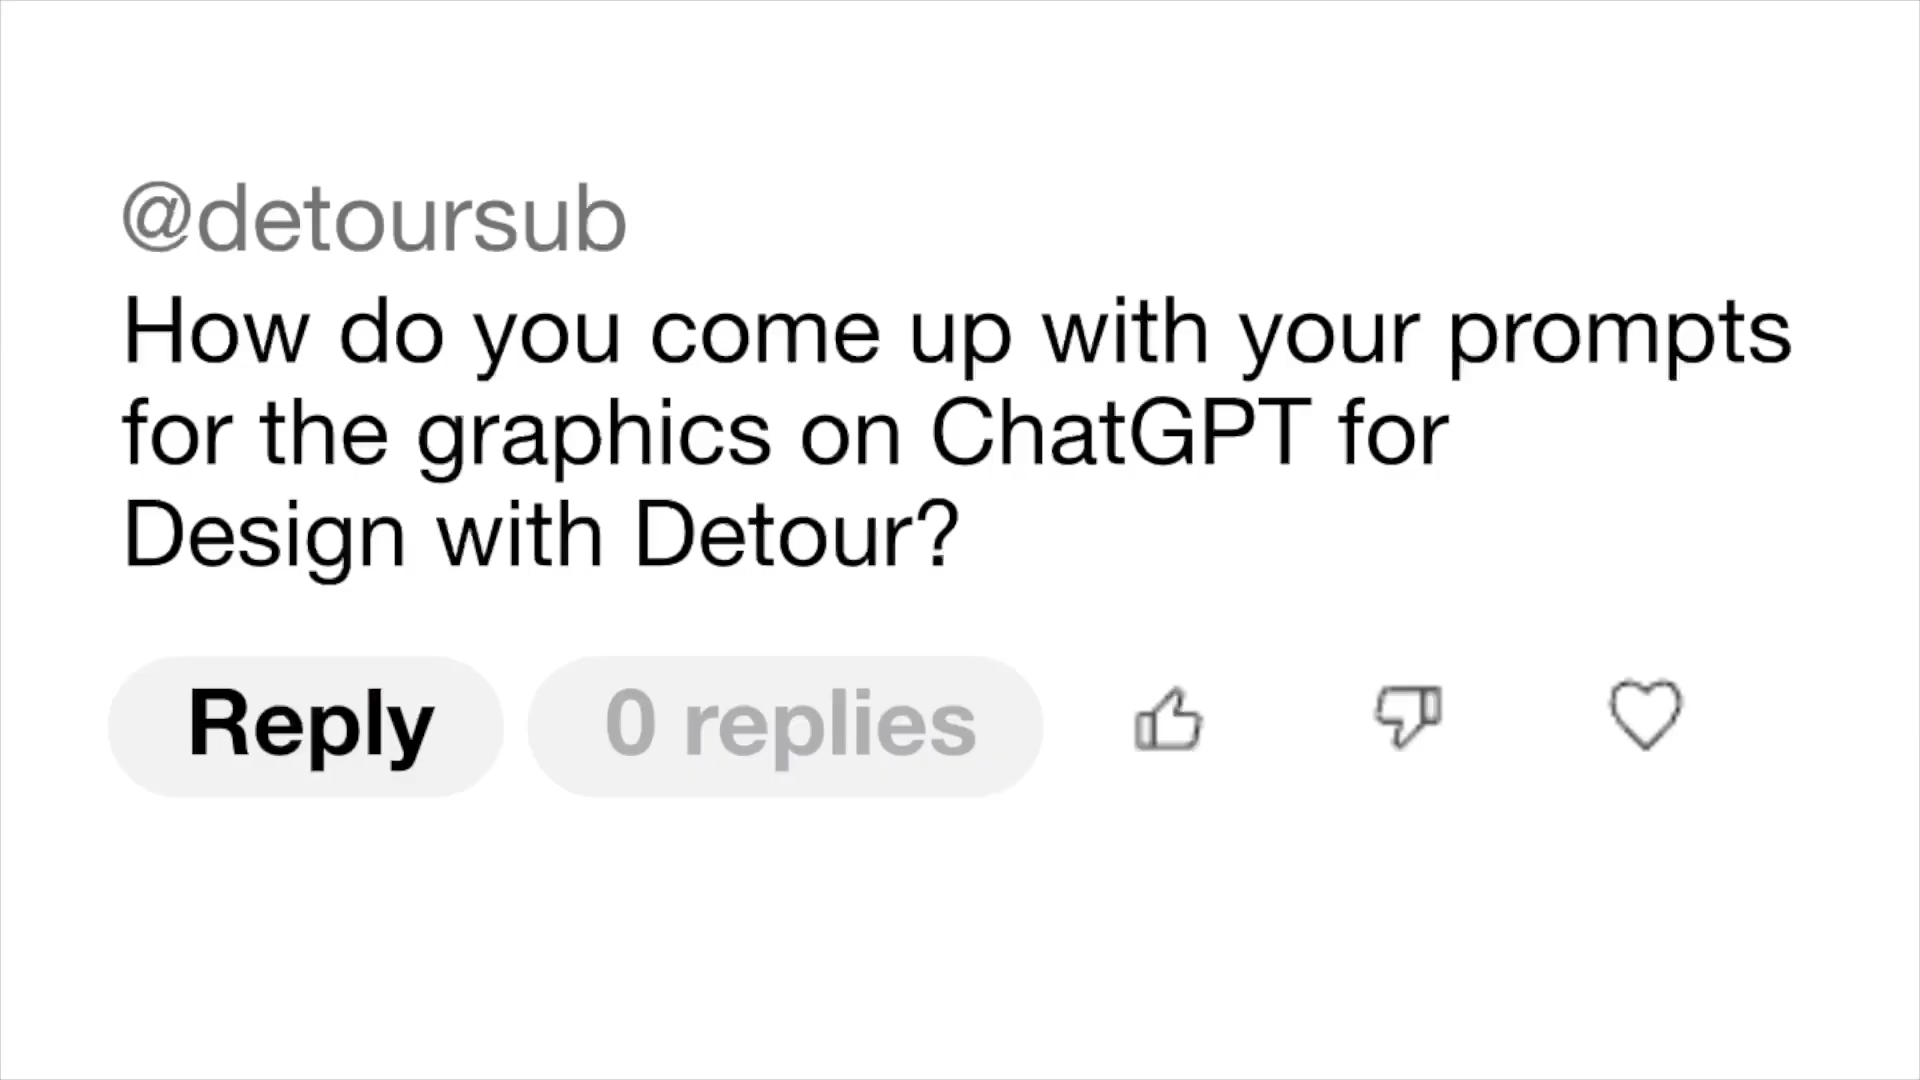 @detoursub
How do you come up with your prompts
for the graphics on ChatGPT for
Design with Detour?
Reply
0 replies